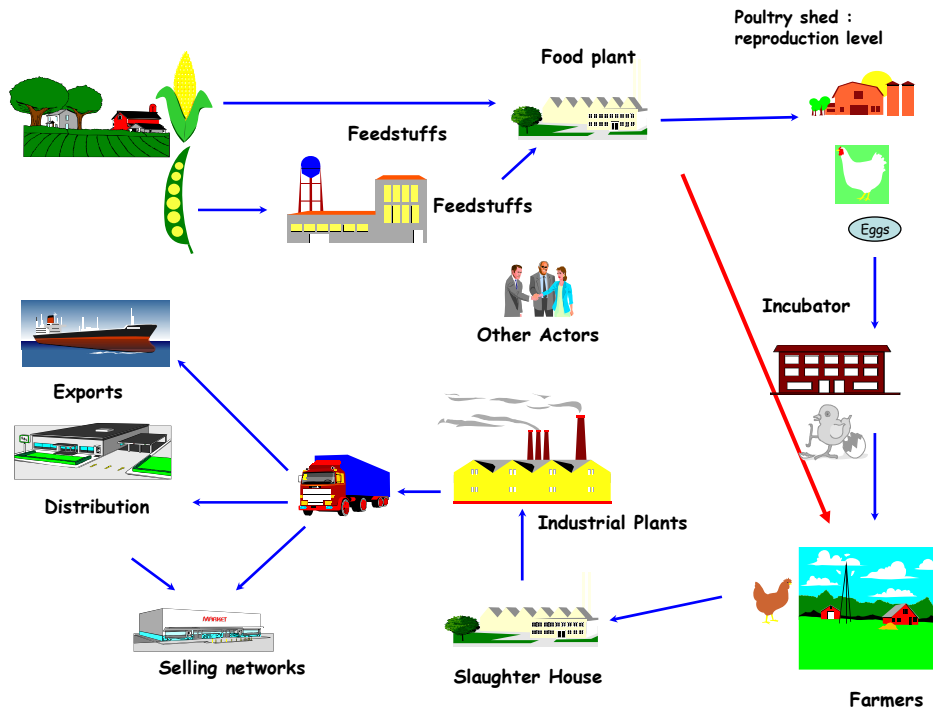 Poultry shed :
reproduction level
Food plant
Feedstuffs
Feedstuffs
Eggs
Incubator
Other Actors
Exports
Distribution
Industrial Plants
MARKET
Selling networks
Slaughter House
Farmers